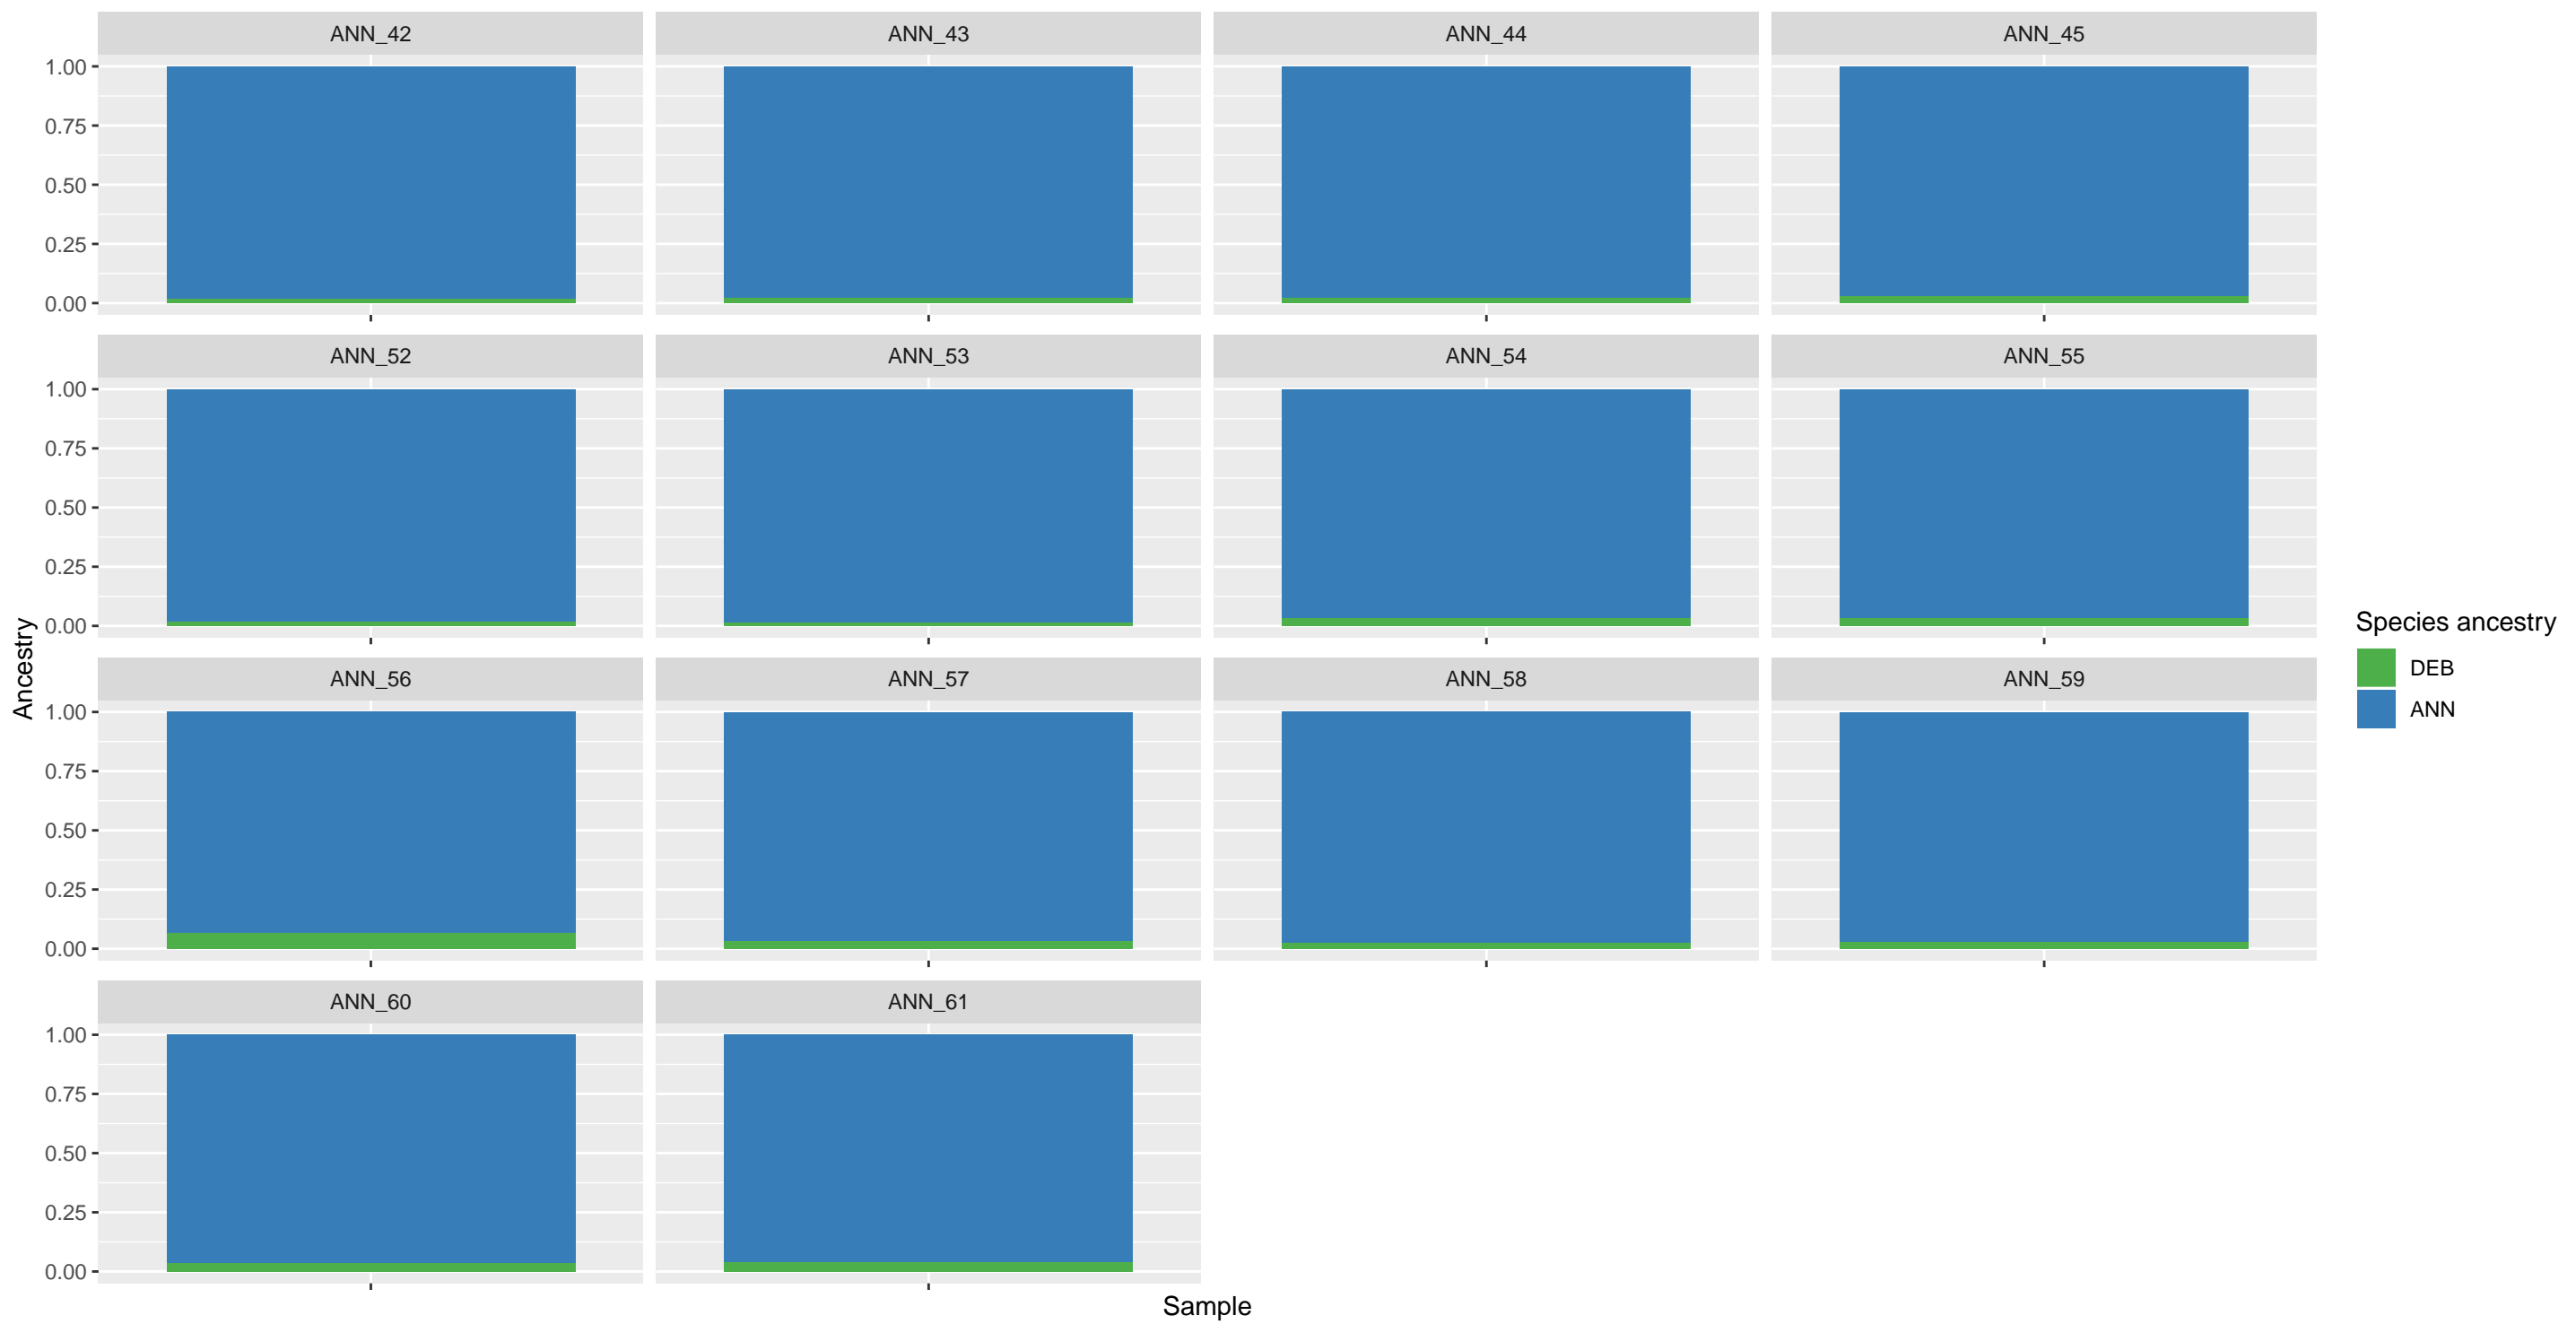 ANN_42 ANN_43 ANN_44 ANN_45
1.00
0.75
0.50
0.25
0.00
ANN_52 ANN_53 ANN_54 ANN_55
1.00
0.75
0.50
0.25
0.00
ANN_56 ANN_57 ANN_58 ANN_59
1.00
0.75
0.50
0.25
0.00
ANN_60 ANN_61
1.00
0.75
0.50
0.25
0.00
Ancestry
Sample
Species ancestry
DEB
ANN